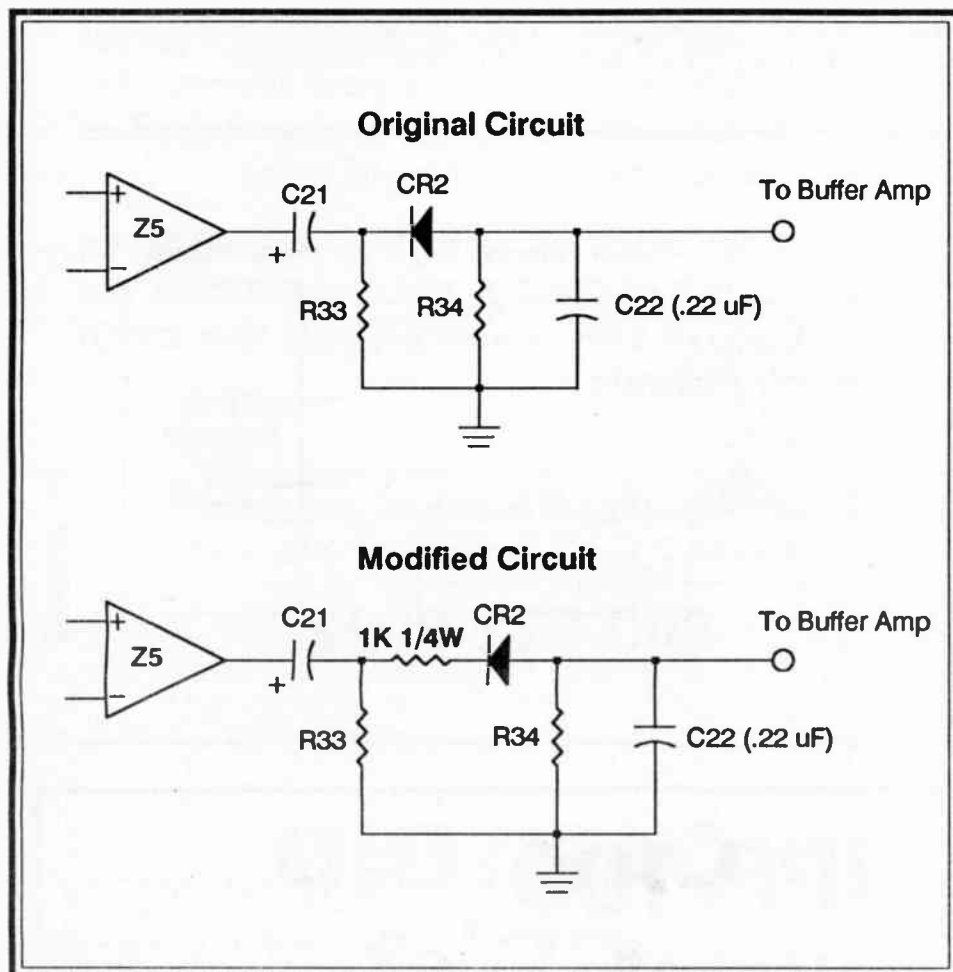 Original Circuit
C21
CR2
To Buffer Amp
+
Z5
−
+
R33
R34
C22 (.22 uF)
Modified Circuit
C21
1K 1/4W
CR2
To Buffer Amp
+
Z5
−
+
R33
R34
C22 (.22 uF)